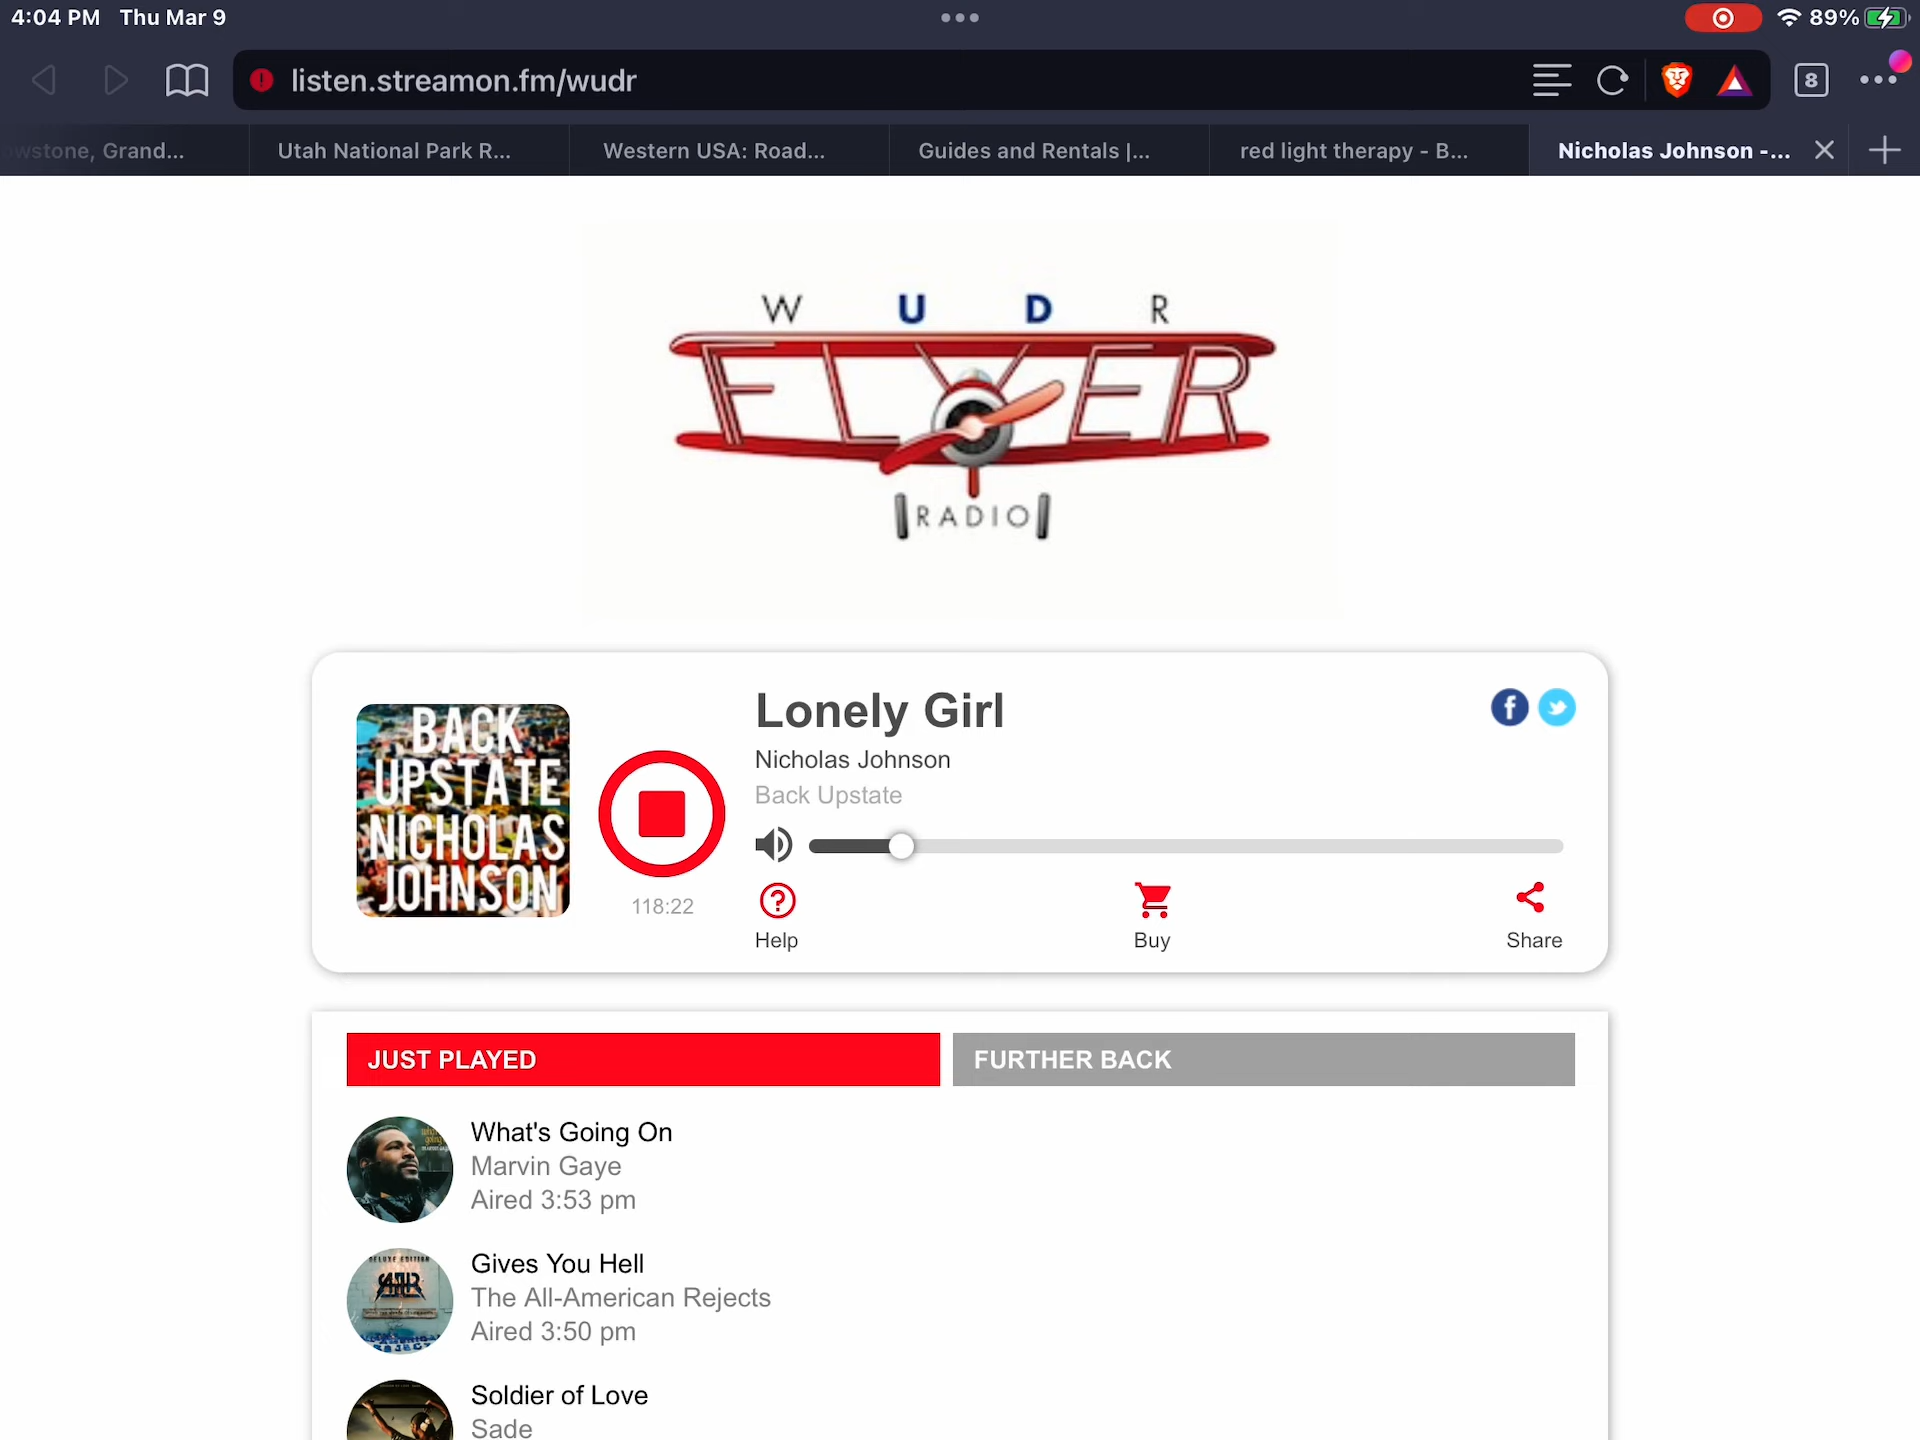 4:04 PM Thu Mar 9
89%
listen.streamon.fm/wudr
8
wstone, Grand...
Utah National Park R...
Western USA: Road...
Guides and Rentals |...
red light therapy - B...
Nicholas Johnson -...
W U D R
FLYER
RADIO
BACK
UPSTATE
NICHOLAS
JOHNSON
118:22
Lonely Girl
Nicholas Johnson
Back Upstate
Help
Buy
Share
JUST PLAYED
FURTHER BACK
What's Going On
Marvin Gaye
Aired 3:53 pm
DELUXE EDITION
Gives You Hell
The All-American Rejects
Aired 3:50 pm
Soldier of Love
Sade